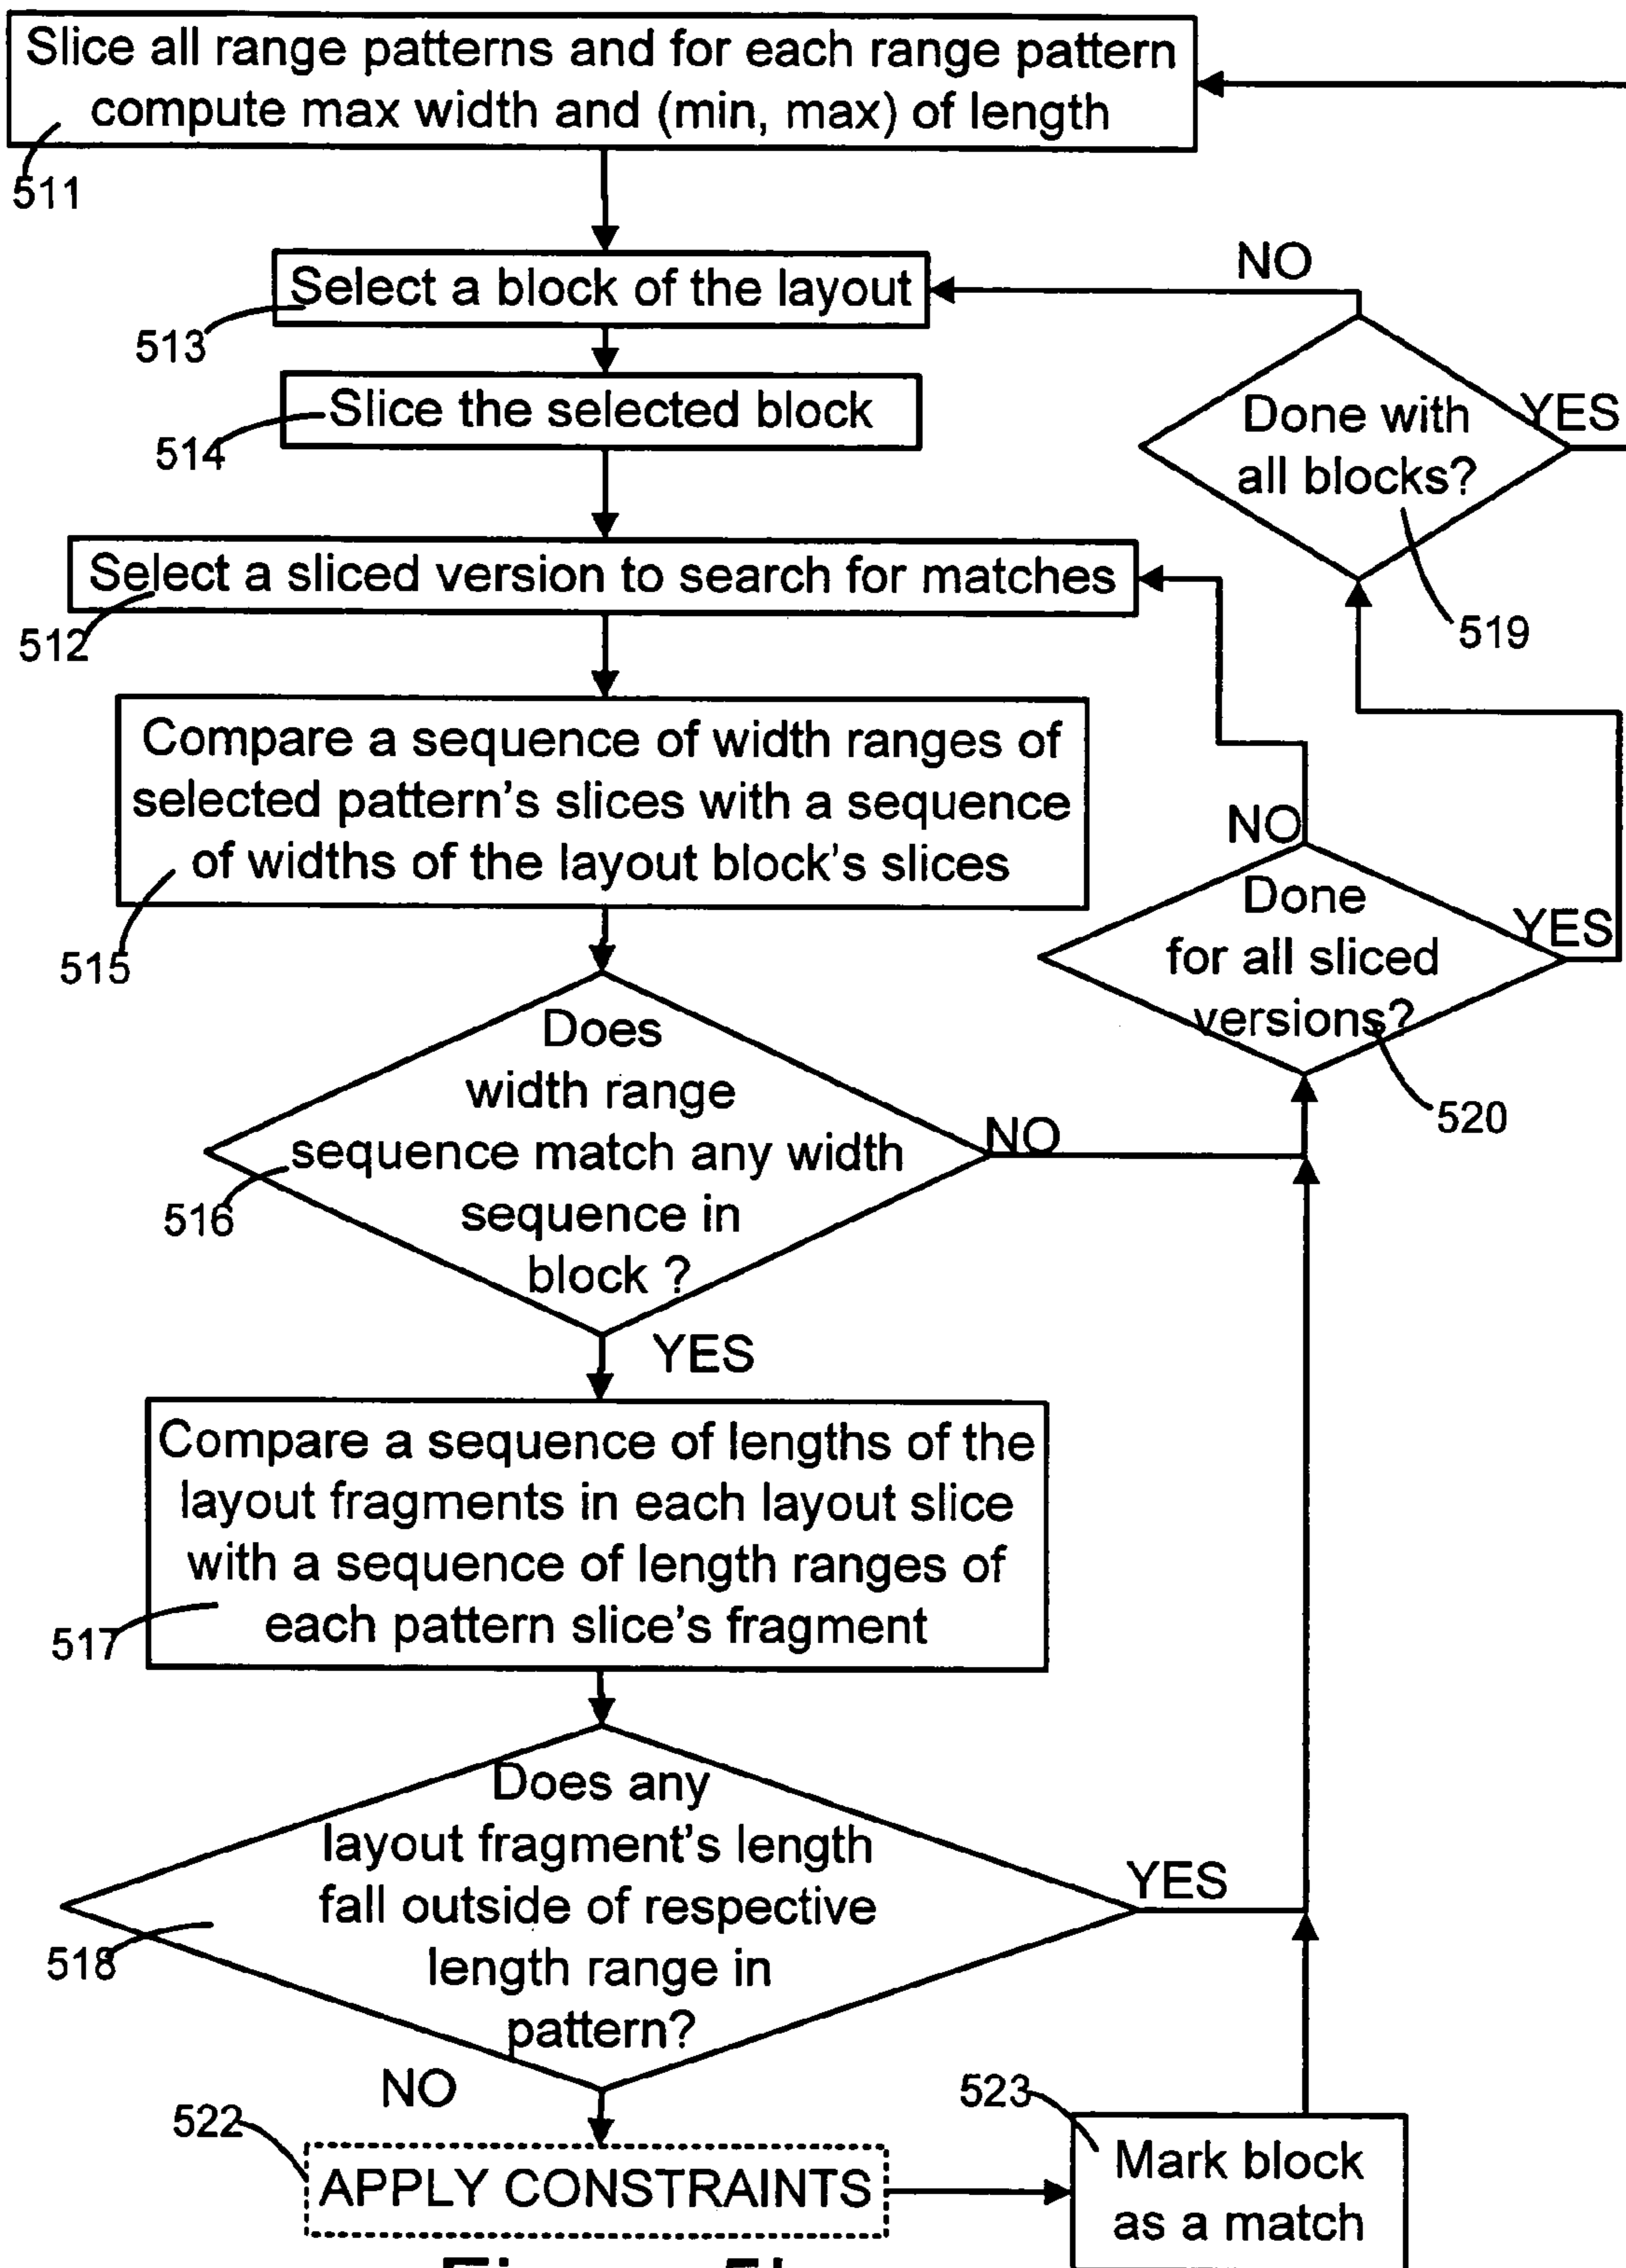 Slice all range patterns and for each range pattern
compute max width and (min, max) of length
511
Select a block of the layout
513
NO
Slice the selected block
514
Done with
all blocks?
YES
519
Select a sliced version to search for matches
512
Compare a sequence of width ranges of
selected pattern's slices with a sequence
of widths of the layout block's slices
515
NO
Done
for all sliced
versions?
YES
520
Does
width range
sequence match any width
sequence in
block ?
516
NO
YES
Compare a sequence of lengths of the
layout fragments in each layout slice
with a sequence of length ranges of
each pattern slice's fragment
517
Does any
layout fragment's length
fall outside of respective
length range in
pattern?
518
YES
NO
522
APPLY CONSTRAINTS
523
Mark block
as a match